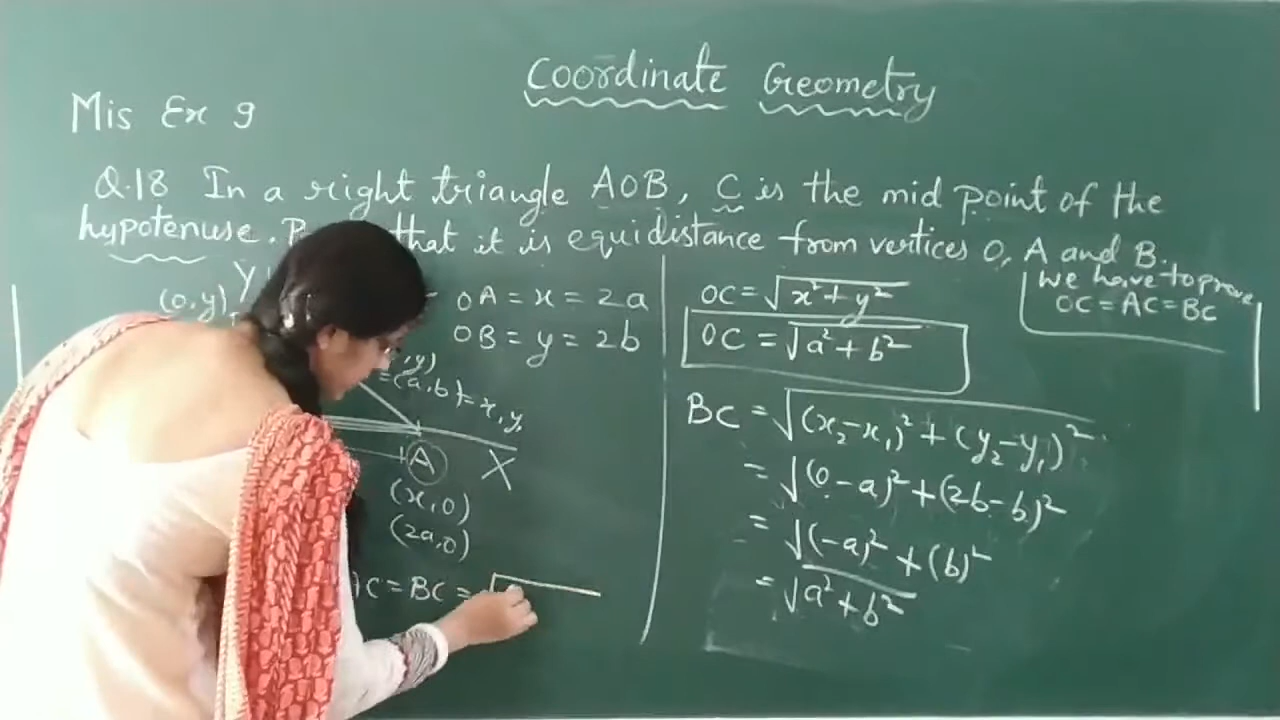 Coordinate Geometry
Mis Ex 9
Q.18 In a right triangle AOB, C is the mid point of the
hypotenuse. that it is equidistance from vertices O, A and B.
we have to prove
OC = AC = BC
Y
(0,y)
OA = x = 2a
OB = y = 2b
,y)
=(a,b)=x,y,
A
X
(x,0)
(2a,0)
C = BC = √
OC = √x²+y²
OC = √a²+b²
BC = √(x₂-x₁)²+(y₂-y₁)²
= √(0-a)²+(2b-b)²
= √(-a)²+(b)²
= √a²+b²